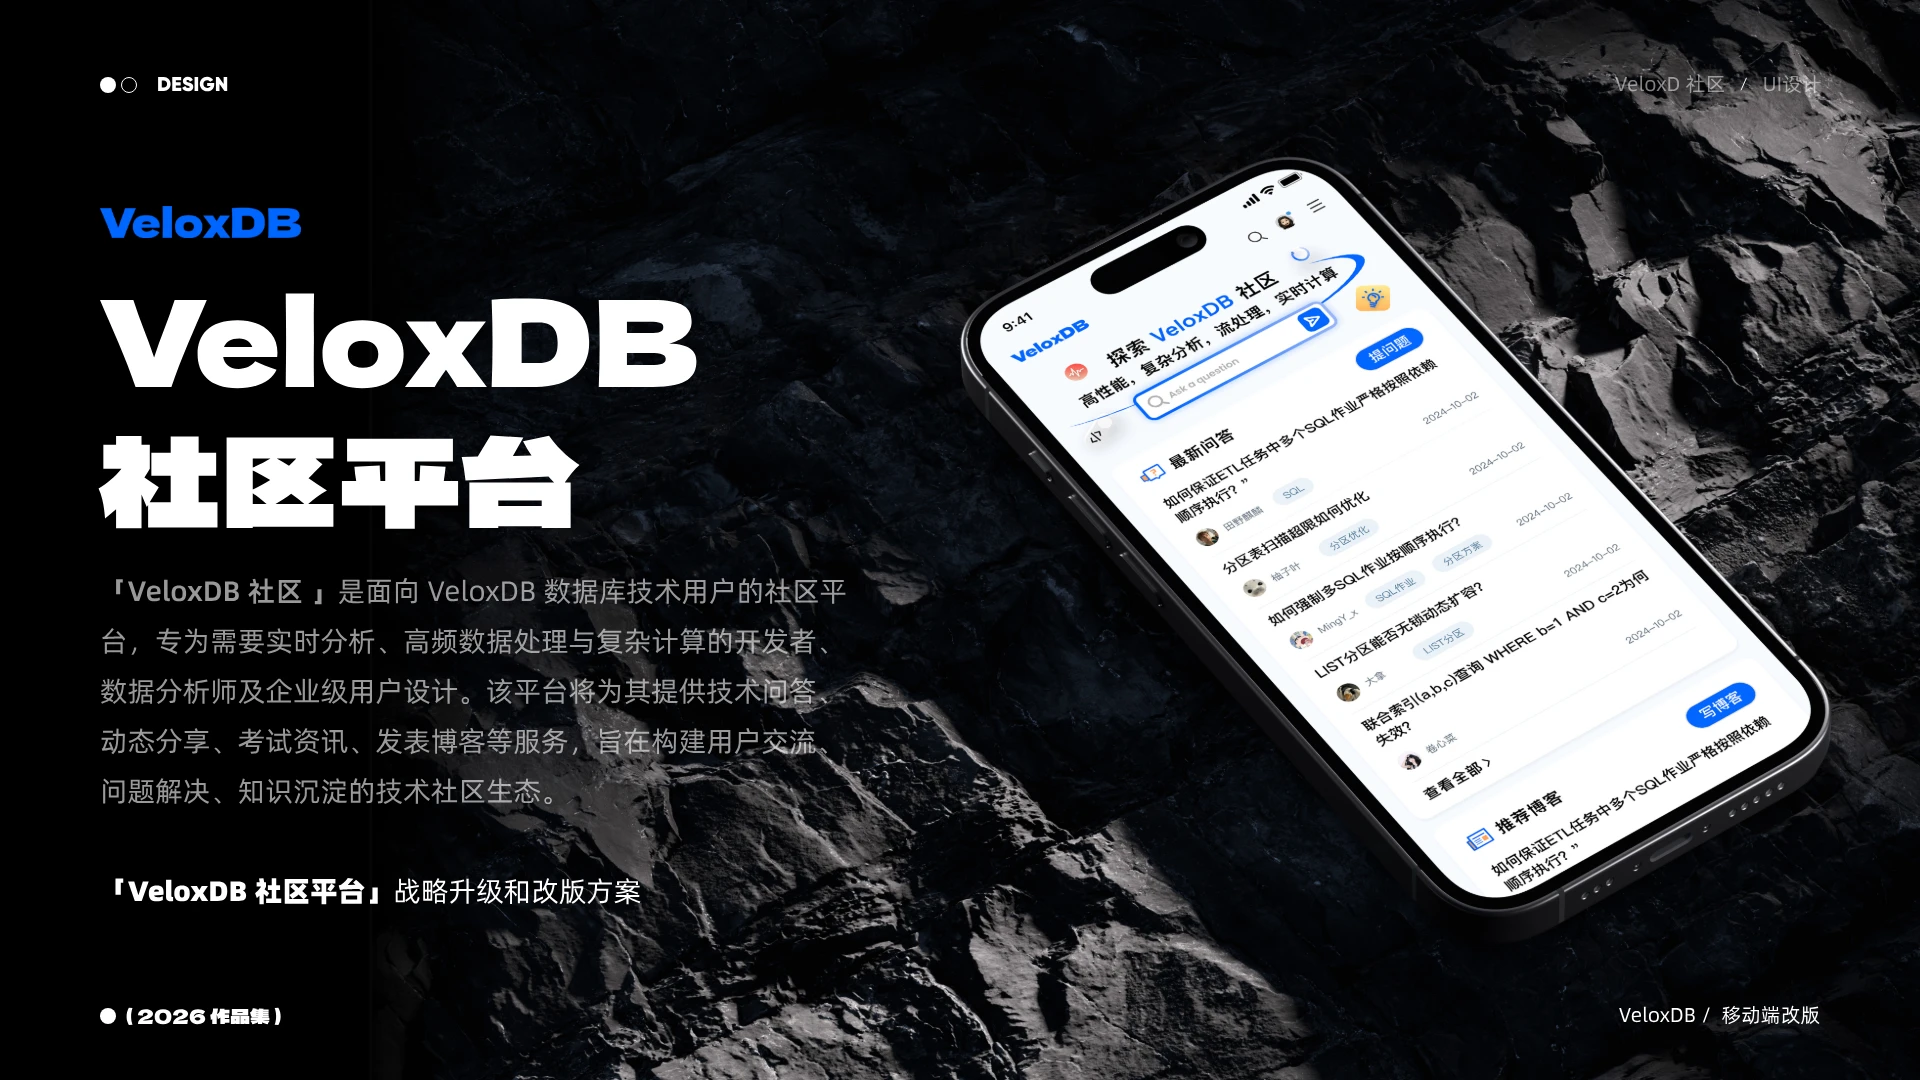 DESIGN
VeloxD 社区 / UI设计
VeloxDB
VeloxDB
社区平台
「VeloxDB 社区 」是面向 VeloxDB 数据库技术用户的社区平
台，专为需要实时分析、高频数据处理与复杂计算的开发者、
数据分析师及企业级用户设计。该平台将为其提供技术问答、
动态分享、考试资讯、发表博客等服务，旨在构建用户交流、
问题解决、知识沉淀的技术社区生态。
「VeloxDB 社区平台」战略升级和改版方案
(2026 作品集)
VeloxDB / 移动端改版
9:41
VeloxDB
探索 VeloxDB 社区
高性能，复杂分析，流处理，实时计算
Ask a question
最新问答
提问题
如何保证ETL任务中多个SQL作业严格按照依赖
顺序执行？”
田野麒麟
SQL
2024-10-02
分区表扫描超限如何优化
柚子叶
分区优化
2024-10-02
如何强制多SQL作业按顺序执行?
MingY_x
SQL作业
分区方案
2024-10-02
LIST分区能否无锁动态扩容?
大拿
LIST分区
2024-10-02
联合索引(a,b,c)查询 WHERE b=1 AND c=2为何
失效?
卷心菜
2024-10-02
查看全部
推荐博客
写博客
如何保证ETL任务中多个SQL作业严格按照依赖
顺序执行？”